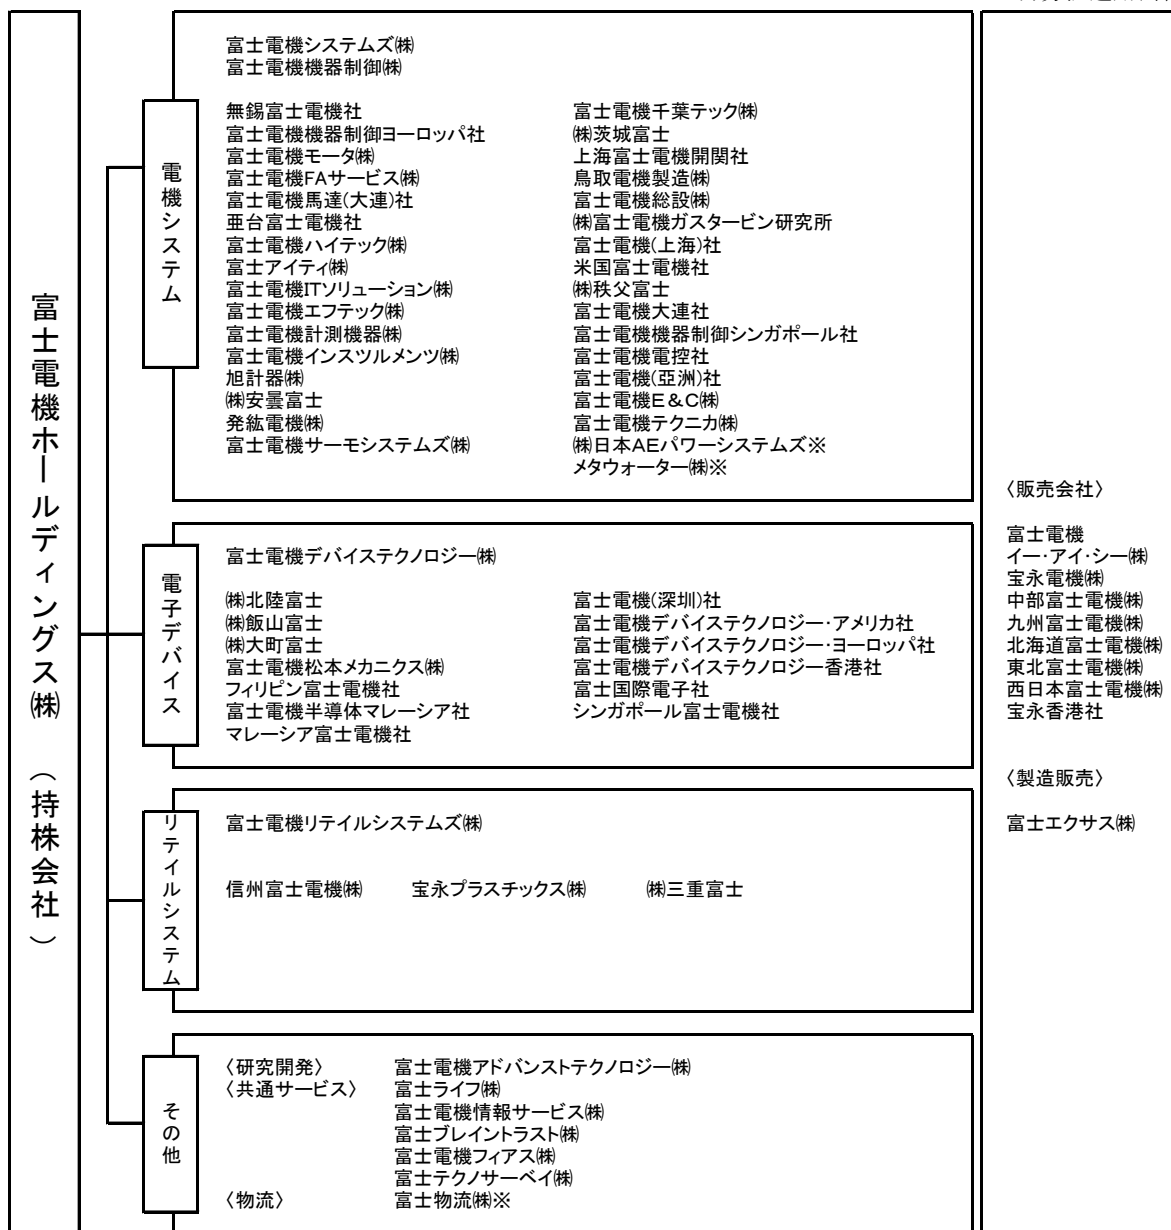 富士電機ホールディングス㈱ (持株会社)
電機システム
富士電機システムズ㈱
富士電機機器制御㈱
無錫富士電機社
富士電機機器制御ヨーロッパ社
富士電機モータ㈱
富士電機FAサービス㈱
富士電機馬達(大連)社
亜台富士電機社
富士電機ハイテック㈱
富士アイティ㈱
富士電機ITソリューション㈱
富士電機エフテック㈱
富士電機計測機器㈱
富士電機インスツルメンツ㈱
旭計器㈱
㈱安曇富士
発紘電機㈱
富士電機サーモシステムズ㈱
富士電機千葉テック㈱
㈱茨城富士
上海富士電機開関社
鳥取電機製造㈱
富士電機総設㈱
㈱富士電機ガスタービン研究所
富士電機(上海)社
米国富士電機社
㈱秩父富士
富士電機大連社
富士電機機器制御シンガポール社
富士電機電控社
富士電機(亞洲)社
富士電機E&C㈱
富士電機テクニカ㈱
㈱日本AEパワーシステムズ※
メタウォーター㈱※
電子デバイス
富士電機デバイステクノロジー㈱
㈱北陸富士
㈱飯山富士
㈱大町富士
富士電機松本メカニクス㈱
フィリピン富士電機社
富士電機半導体マレーシア社
マレーシア富士電機社
富士電機(深圳)社
富士電機デバイステクノロジー・アメリカ社
富士電機デバイステクノロジー・ヨーロッパ社
富士電機デバイステクノロジー香港社
富士国際電子社
シンガポール富士電機社
リテイルシステム
富士電機リテイルシステムズ㈱
信州富士電機㈱ 宝永プラスチックス㈱ ㈱三重富士
その他
〈研究開発〉 富士電機アドバンストテクノロジー㈱
〈共通サービス〉 富士ライフ㈱
富士電機情報サービス㈱
富士ブレイントラスト㈱
富士電機フィアス㈱
富士テクノサーベイ㈱
〈物流〉 富士物流㈱※
〈販売会社〉
富士電機
イー・アイ・シー㈱
宝永電機㈱
中部富士電機㈱
九州富士電機㈱
北海道富士電機㈱
東北富士電機㈱
西日本富士電機㈱
宝永香港社
〈製造販売〉
富士エクサス㈱